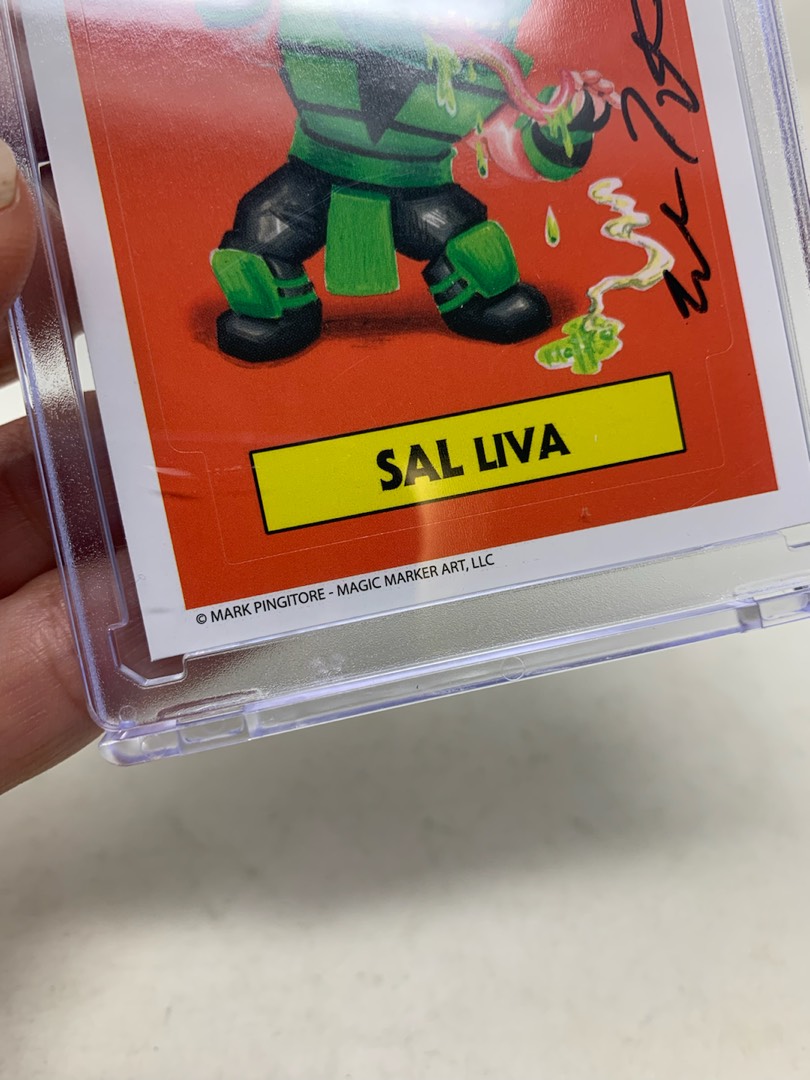 SAL LIVA
© MARK PINGITORE - MAGIC MARKER ART, LLC